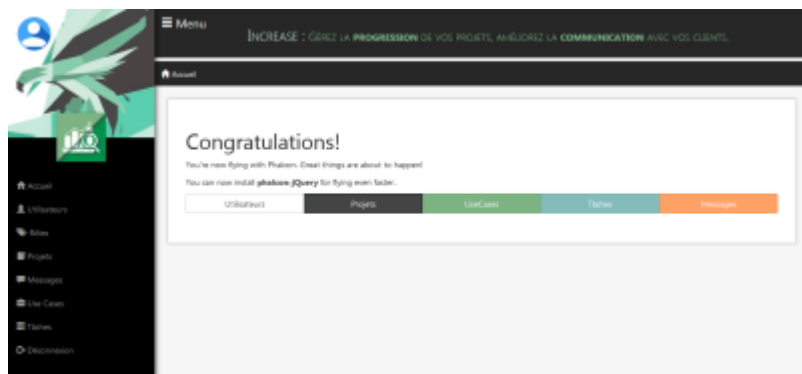 Menu
INCREASE : GÉREZ LA PROGRESSION DE VOS PROJETS, AMÉLIOREZ LA COMMUNICATION AVEC VOS CLIENTS.
Accueil
Congratulations!
You're now flying with Phalcon. Great things are about to happen!
You can now install phalcon-jQuery for flying even faster.
Utilisateurs Projets UseCases Tâches Messages
Accueil
Utilisateurs
Rôles
Projets
Messages
Use Cases
Tâches
Déconnexion